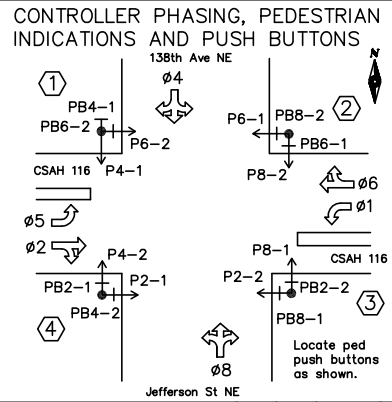 CONTROLLER PHASING, PEDESTRIAN
INDICATIONS AND PUSH BUTTONS
138th Ave NE
N
1
ø4
2
PB4-1
PB6-2
P6-2
P4-1
P6-1
PB8-2
PB6-1
P8-2
CSAH 116
ø6
ø5
ø1
ø2
P4-2
P8-1
CSAH 116
PB2-1
P2-1
P2-2
PB2-2
3
4
PB4-2
PB8-1
ø8
Locate ped
push buttons
as shown.
Jefferson St NE